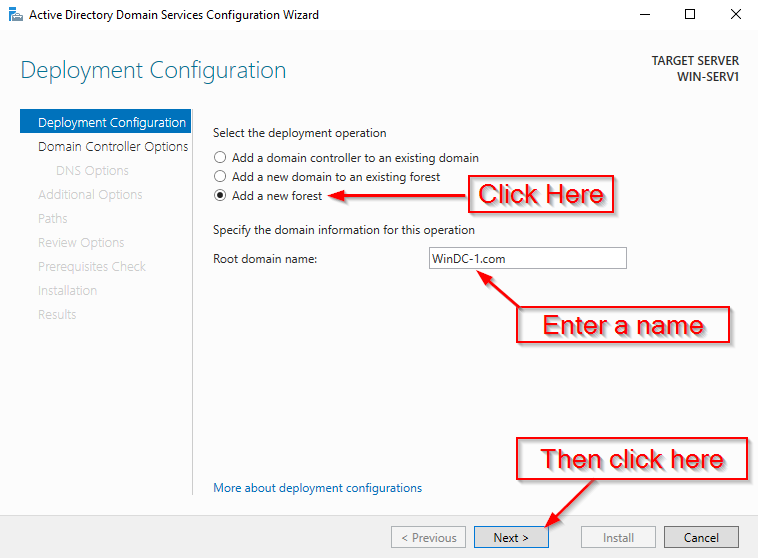 Active Directory Domain Services Configuration Wizard
Deployment Configuration
TARGET SERVER
WIN-SERV1
Deployment Configuration
Domain Controller Options
DNS Options
Additional Options
Paths
Review Options
Prerequisites Check
Installation
Results
Select the deployment operation
Add a domain controller to an existing domain
Add a new domain to an existing forest
Add a new forest
Click Here
Specify the domain information for this operation
Root domain name:
WinDC-1.com
Enter a name
Then click here
More about deployment configurations
< Previous
Next >
Install
Cancel